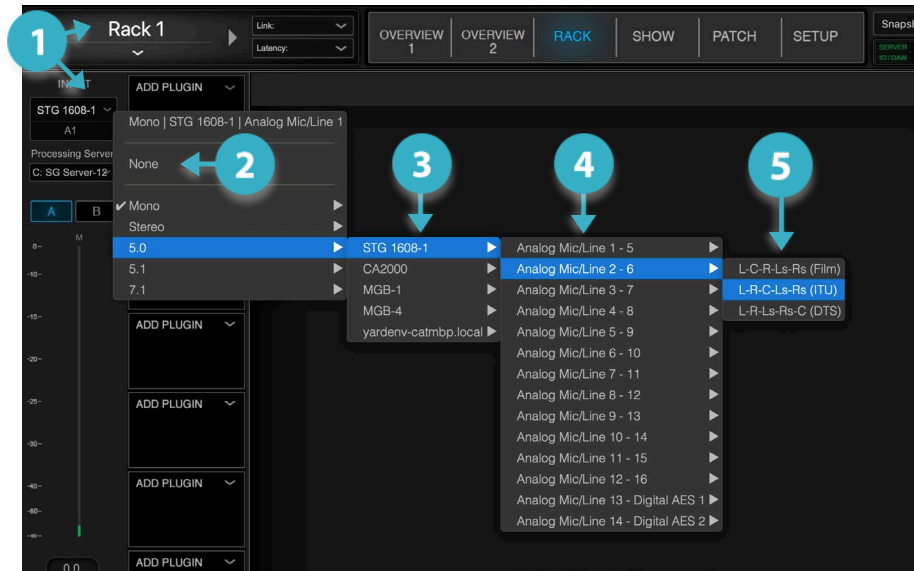 1
Rack 1
Link:
Latency:
OVERVIEW 1
OVERVIEW 2
RACK
SHOW
PATCH
SETUP
Snapsh
SERVER
IO/DAW
ADD PLUGIN
STG 1608-1
A1
Processing Server
C: SG Server-12
A
B
M
0-
-10-
-15-
-20-
-25-
-30-
-40-
-60-
-∞-
0.0
Mono | STG 1608-1 | Analog Mic/Line 1
None
2
✔ Mono
Stereo
5.0
5.1
7.1
3
STG 1608-1
CA2000
MGB-1
MGB-4
yardenv-catmbp.local
4
Analog Mic/Line 1 - 5
Analog Mic/Line 2 - 6
Analog Mic/Line 3 - 7
Analog Mic/Line 4 - 8
Analog Mic/Line 5 - 9
Analog Mic/Line 6 - 10
Analog Mic/Line 7 - 11
Analog Mic/Line 8 - 12
Analog Mic/Line 9 - 13
Analog Mic/Line 10 - 14
Analog Mic/Line 11 - 15
Analog Mic/Line 12 - 16
Analog Mic/Line 13 - Digital AES 1
Analog Mic/Line 14 - Digital AES 2
5
L-C-R-Ls-Rs (Film)
L-R-C-Ls-Rs (ITU)
L-R-Ls-Rs-C (DTS)
ADD PLUGIN
ADD PLUGIN
ADD PLUGIN
ADD PLUGIN